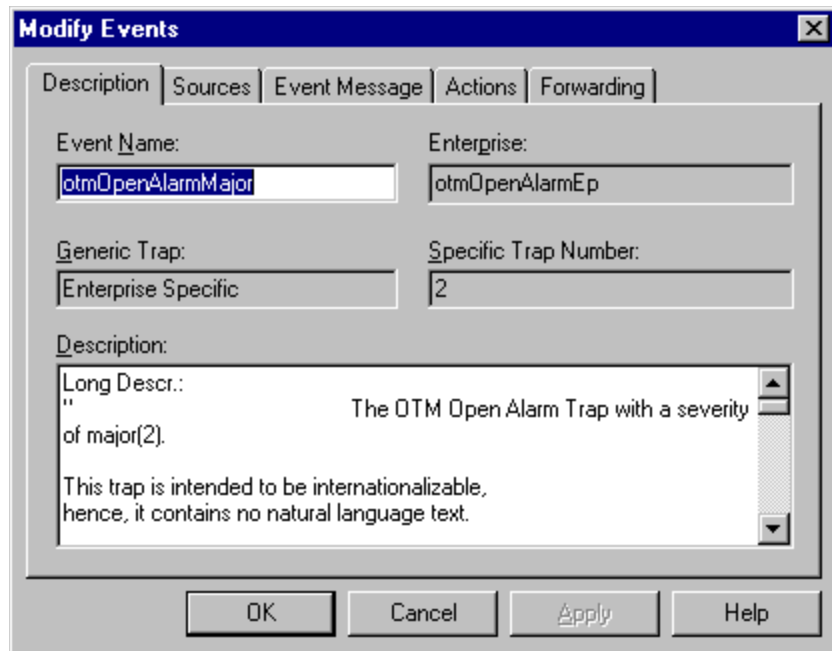 Modify Events
Description Sources Event Message Actions Forwarding
Event Name: Enterprise:
otmOpenAlarmMajor otmOpenAlarmEp
Generic Trap: Specific Trap Number:
Enterprise Specific 2
Description:
Long Descr.:
" The OTM Open Alarm Trap with a severity
of major(2).
This trap is intended to be internationalizable,
hence, it contains no natural language text.
OK Cancel Apply Help